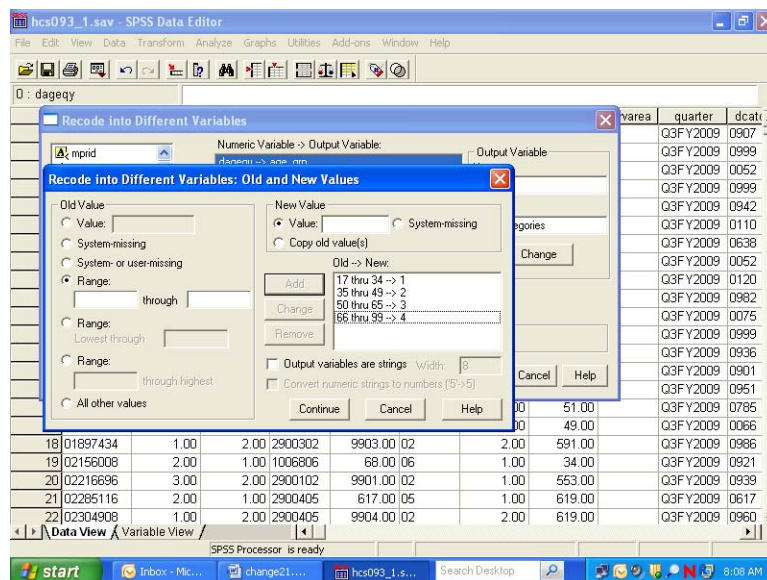 hcs093_1.sav - SPSS Data Editor
File Edit View Data Transform Analyze Graphs Utilities Add-ons Window Help
0 : dageqy
Recode into Different Variables
mprid
Numeric Variable -> Output Variable:
Output Variable
Change
Cancel Help
Recode into Different Variables: Old and New Values
Old Value
Value:
System-missing
System- or user-missing
Range:
through
Range:
Lowest through
Range:
through highest
All other values
New Value
Value: System-missing
Copy old value(s)
Old --> New:
Add
Change
Remove
17 thru 34 --> 1
35 thru 49 --> 2
50 thru 65 --> 3
66 thru 99 --> 4
Output variables are strings Width: 8
Convert numeric strings to numbers ('5'->5)
Continue Cancel Help
quarter
Q3FY2009 0907
Q3FY2009 0999
Q3FY2009 0052
Q3FY2009 0999
Q3FY2009 0942
Q3FY2009 0110
Q3FY2009 0638
Q3FY2009 0052
Q3FY2009 0120
Q3FY2009 0982
Q3FY2009 0075
Q3FY2009 0999
Q3FY2009 0936
Q3FY2009 0901
Q3FY2009 0951
51.00 Q3FY2009 0785
49.00 Q3FY2009 0066
18 01897434 1.00 2.00 2900302 9903.00 02 2.00 591.00 Q3FY2009 0986
19 02156008 2.00 1.00 1006806 68.00 06 1.00 34.00 Q3FY2009 0921
20 02216696 3.00 2.00 2900102 9901.00 02 1.00 553.00 Q3FY2009 0939
21 02285116 2.00 1.00 2900405 617.00 05 1.00 619.00 Q3FY2009 0617
22 02304908 1.00 2.00 2900405 9904.00 02 2.00 619.00 Q3FY2009 0960
Data View Variable View
SPSS Processor is ready
start Inbox - Mic... change21.... hcs093_1.s... Search Desktop 8:08 AM